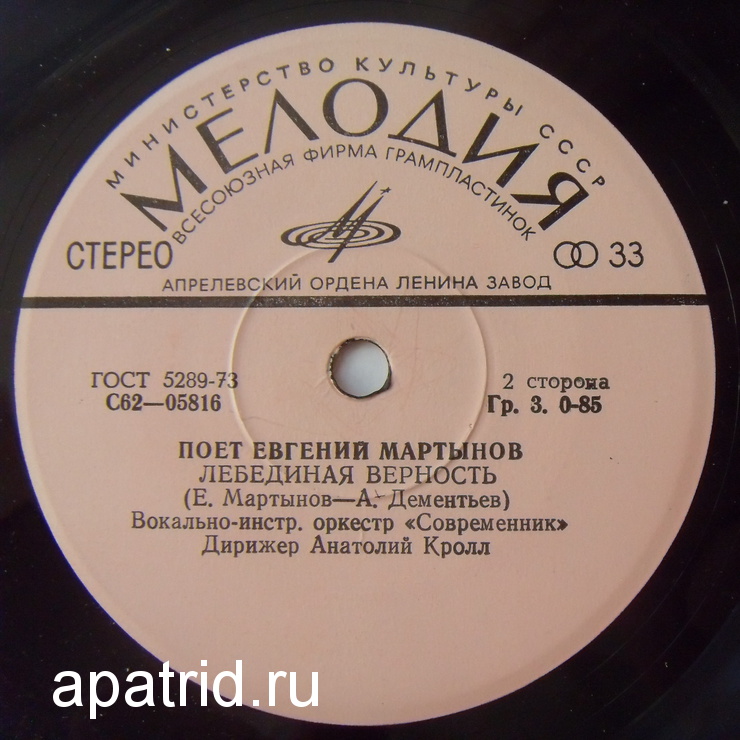 МИНИСТЕРСТВО КУЛЬТУРЫ СССР
МЕЛОДИЯ
ВСЕСОЮЗНАЯ ФИРМА ГРАМПЛАСТИНОК
СТЕРЕО 33
АПРЕЛЕВСКИЙ ОРДЕНА ЛЕНИНА ЗАВОД
ГОСТ 5289-73 2 сторона
С62—05816 Гр. 3. 0-85
ПОЕТ ЕВГЕНИЙ МАРТЫНОВ
ЛЕБЕДИНАЯ ВЕРНОСТЬ
(Е. Мартынов—А. Дементьев)
Вокально-инстр. оркестр «Современник»
Дирижер Анатолий Кролл
apatrid.ru